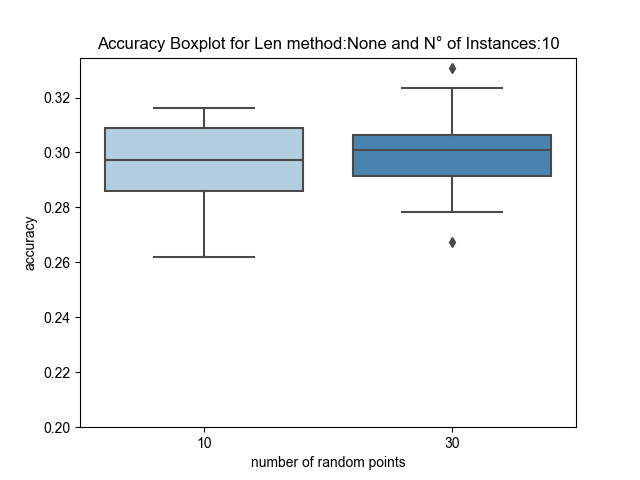 Accuracy Boxplot for Len method:None and N° of Instances:10
accuracy
0.32
0.30
0.28
0.26
0.24
0.22
0.20
10 30
number of random points